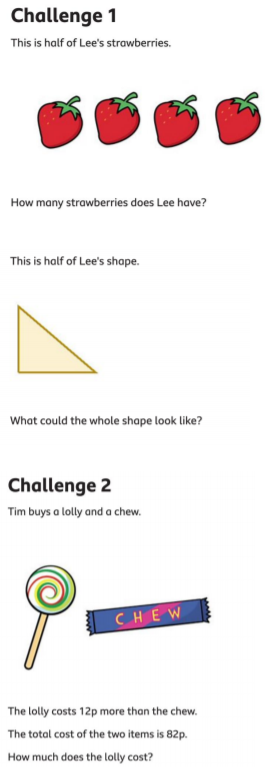 Challenge 1
This is half of Lee's strawberries.
How many strawberries does Lee have?
This is half of Lee's shape.
What could the whole shape look like?
Challenge 2
Tim buys a lolly and a chew.
CHEW
The lolly costs 12p more than the chew.
The total cost of the two items is 82p.
How much does the lolly cost?